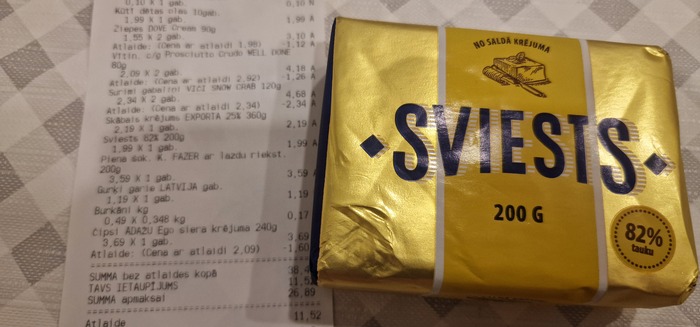 0,10 X 1 gab.
Kūtī dētas olas 10gab.
1,99 X 1 gab. 1,99 A
Ziepes DOVE Cream 90g
1,55 X 2 gab. 3,10 A
Atlaide: (Cena ar atlaidi 1,98) -1,12 A
Vītin. c/g Prosciutto Crudo WELL DONE
80g
2,09 X 2 gab. 4,18 A
Atlaide: (Cena ar atlaidi 2,92) -1,26 A
Surimi gabaliņi VICI SNOW CRAB 120g
2,34 X 2 gab. 4,68 A
Atlaide: (Cena ar atlaidi 2,34) -2,34 A
Skābais krējums EXPORTA 25% 360g
2,19 X 1 gab. 2,19 A
Sviests 82% 200g
1,99 X 1 gab. 1,99 A
Piena šok. K. FAZER ar lazdu riekst.
200g
3,59 X 1 gab. 3,59
Gurķi garie LATVIJA gab.
1,19 X 1 gab. 1,19
Burkāni kg
0,49 X 0,348 kg 0,17
Čipsi ĀDAŽU Ego siera krējuma 240g
3,69 X 1 gab. 3,69
Atlaide: (Cena ar atlaidi 2,09) -1,60
SUMMA bez atlaides kopā 38,4
TAVS IETAUPĪJUMS 11,52
SUMMA apmaksai 26,89
Atlaide 11,52
NO SALDĀ KRĒJUMA
SVIESTS
200 G
82%
tauku